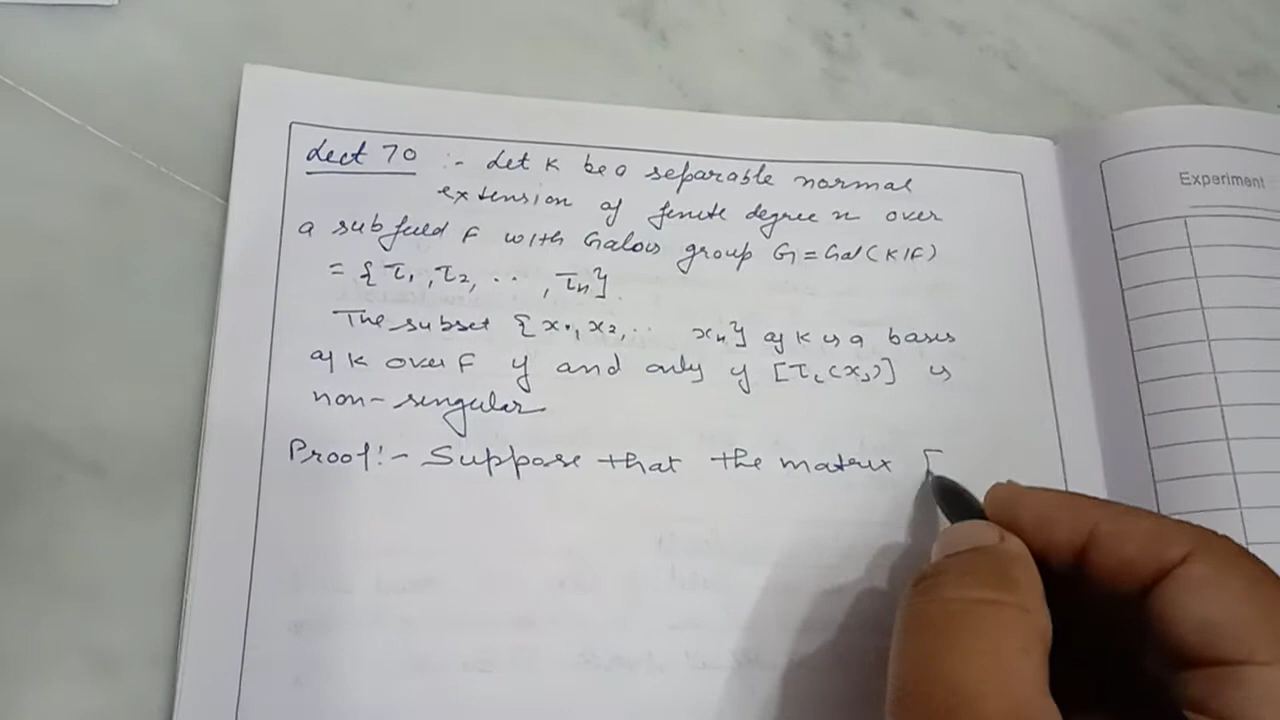 Lect 70 :- Let K be a separable normal
extension of finite degree n over
a subfield F with Galois group G = Gal(K|F)
= {τ₁, τ₂, .. , τₙ}.
The subset {x₁, x₂, .. xₙ} of K is a basis
of K over F if and only if [τᵢ(xⱼ)] is
non-singular
Proof:- Suppose that the matrix [
Experiment